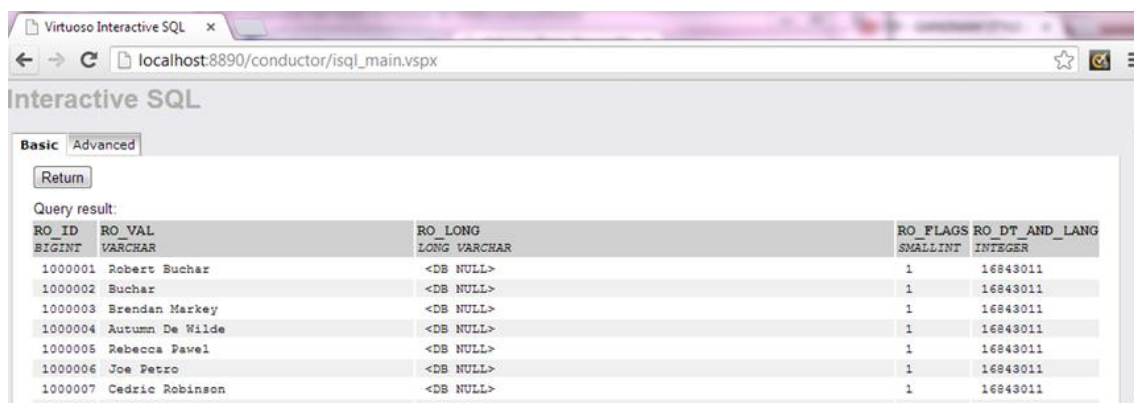 Virtuoso Interactive SQL ×
localhost:8890/conductor/isql_main.vspx
Interactive SQL
Basic Advanced
Return
Query result:
RO_ID RO_VAL RO_LONG RO_FLAGS RO_DT_AND_LANG
BIGINT VARCHAR LONG VARCHAR SMALLINT INTEGER
1000001 Robert Buchar <DB NULL> 1 16843011
1000002 Buchar <DB NULL> 1 16843011
1000003 Brendan Markey <DB NULL> 1 16843011
1000004 Autumn De Wilde <DB NULL> 1 16843011
1000005 Rebecca Pawel <DB NULL> 1 16843011
1000006 Joe Petro <DB NULL> 1 16843011
1000007 Cedric Robinson <DB NULL> 1 16843011